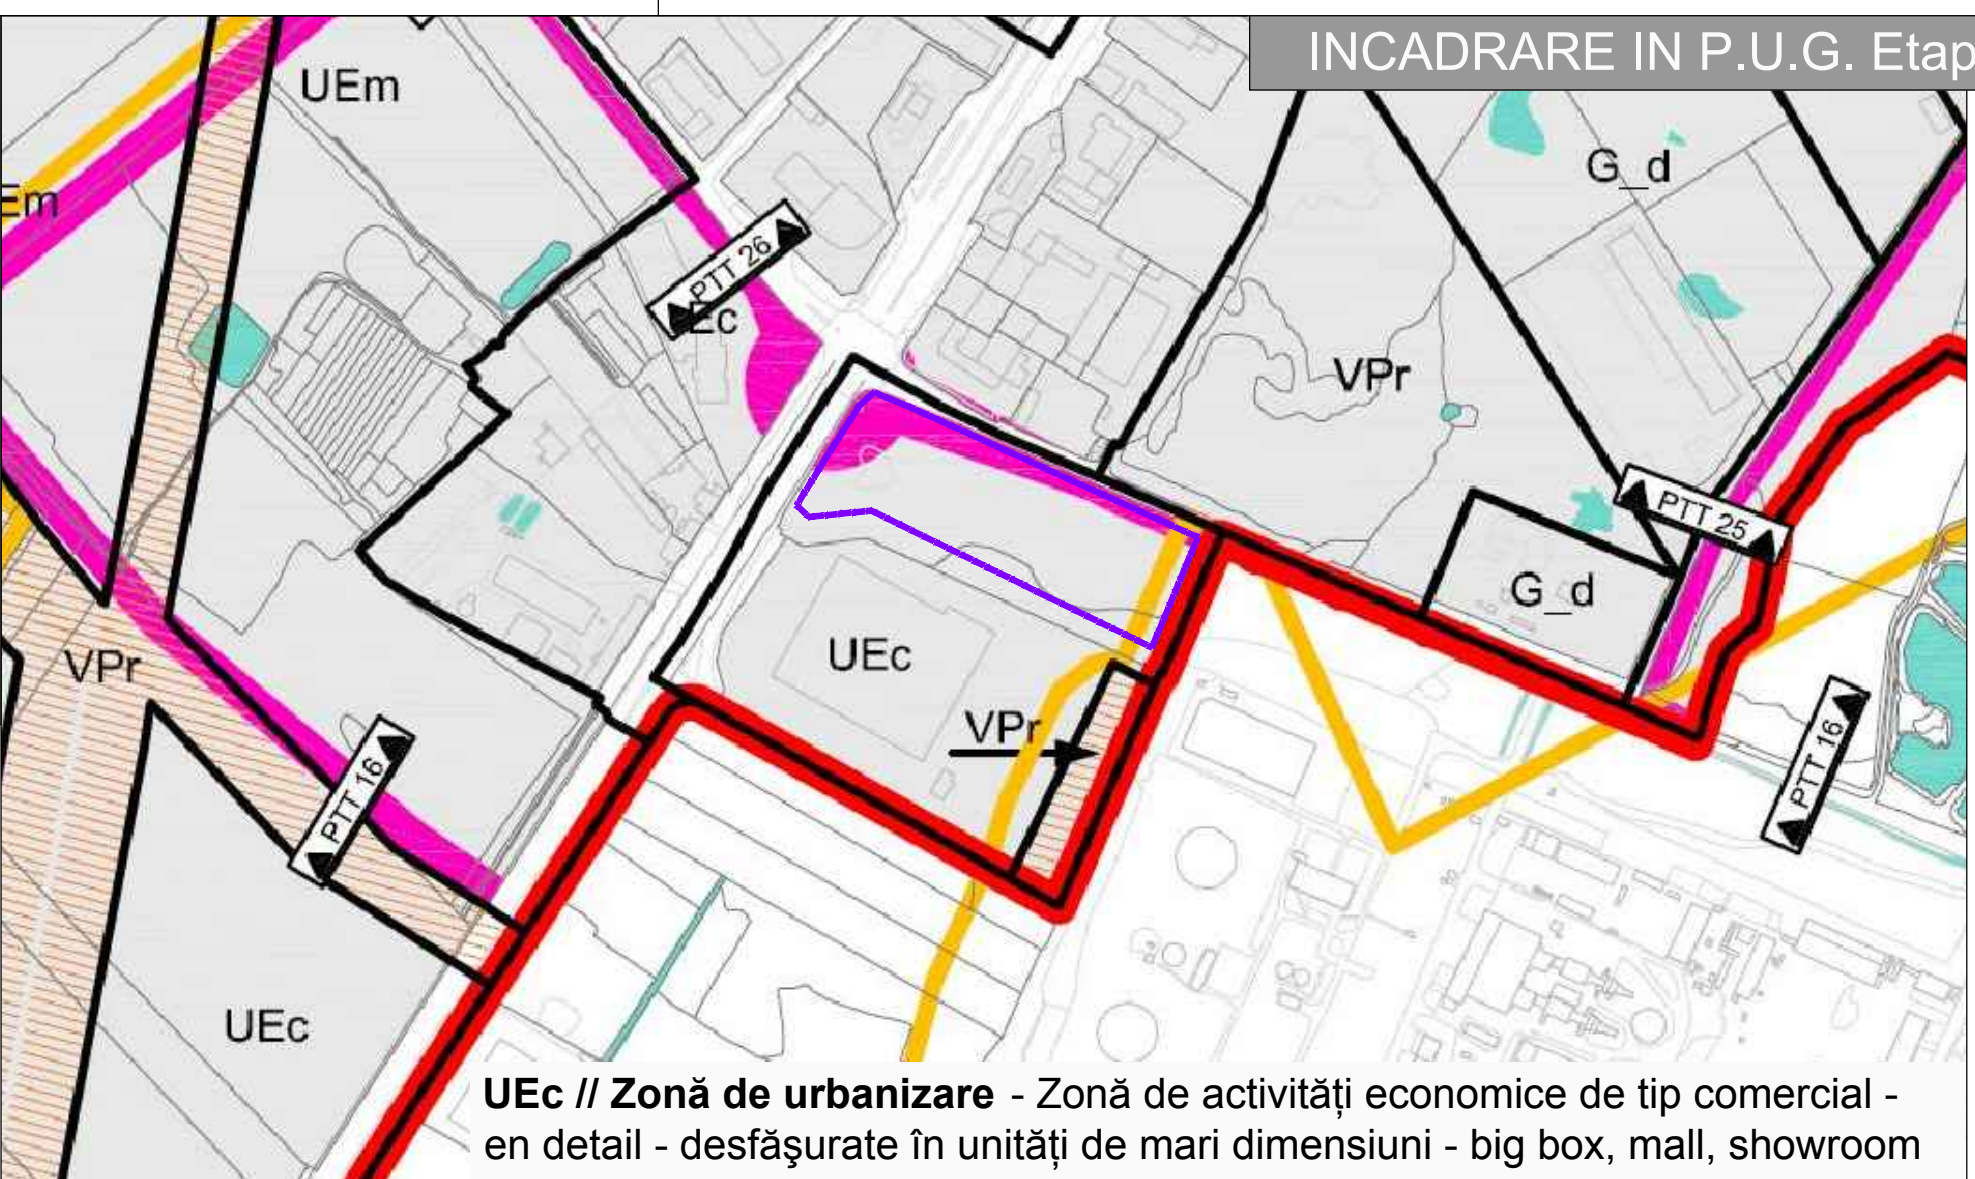 INCADRARE IN P.U.G. Etap
UEm
G_d
Em
PTT 26
Ec
VPr
PTT 25
G_d
UEc
VPr
VPr
PTT 16
PTT 16
UEc
UEc // Zonă de urbanizare - Zonă de activități economice de tip comercial -
en detail - desfăşurate în unități de mari dimensiuni - big box, mall, showroom